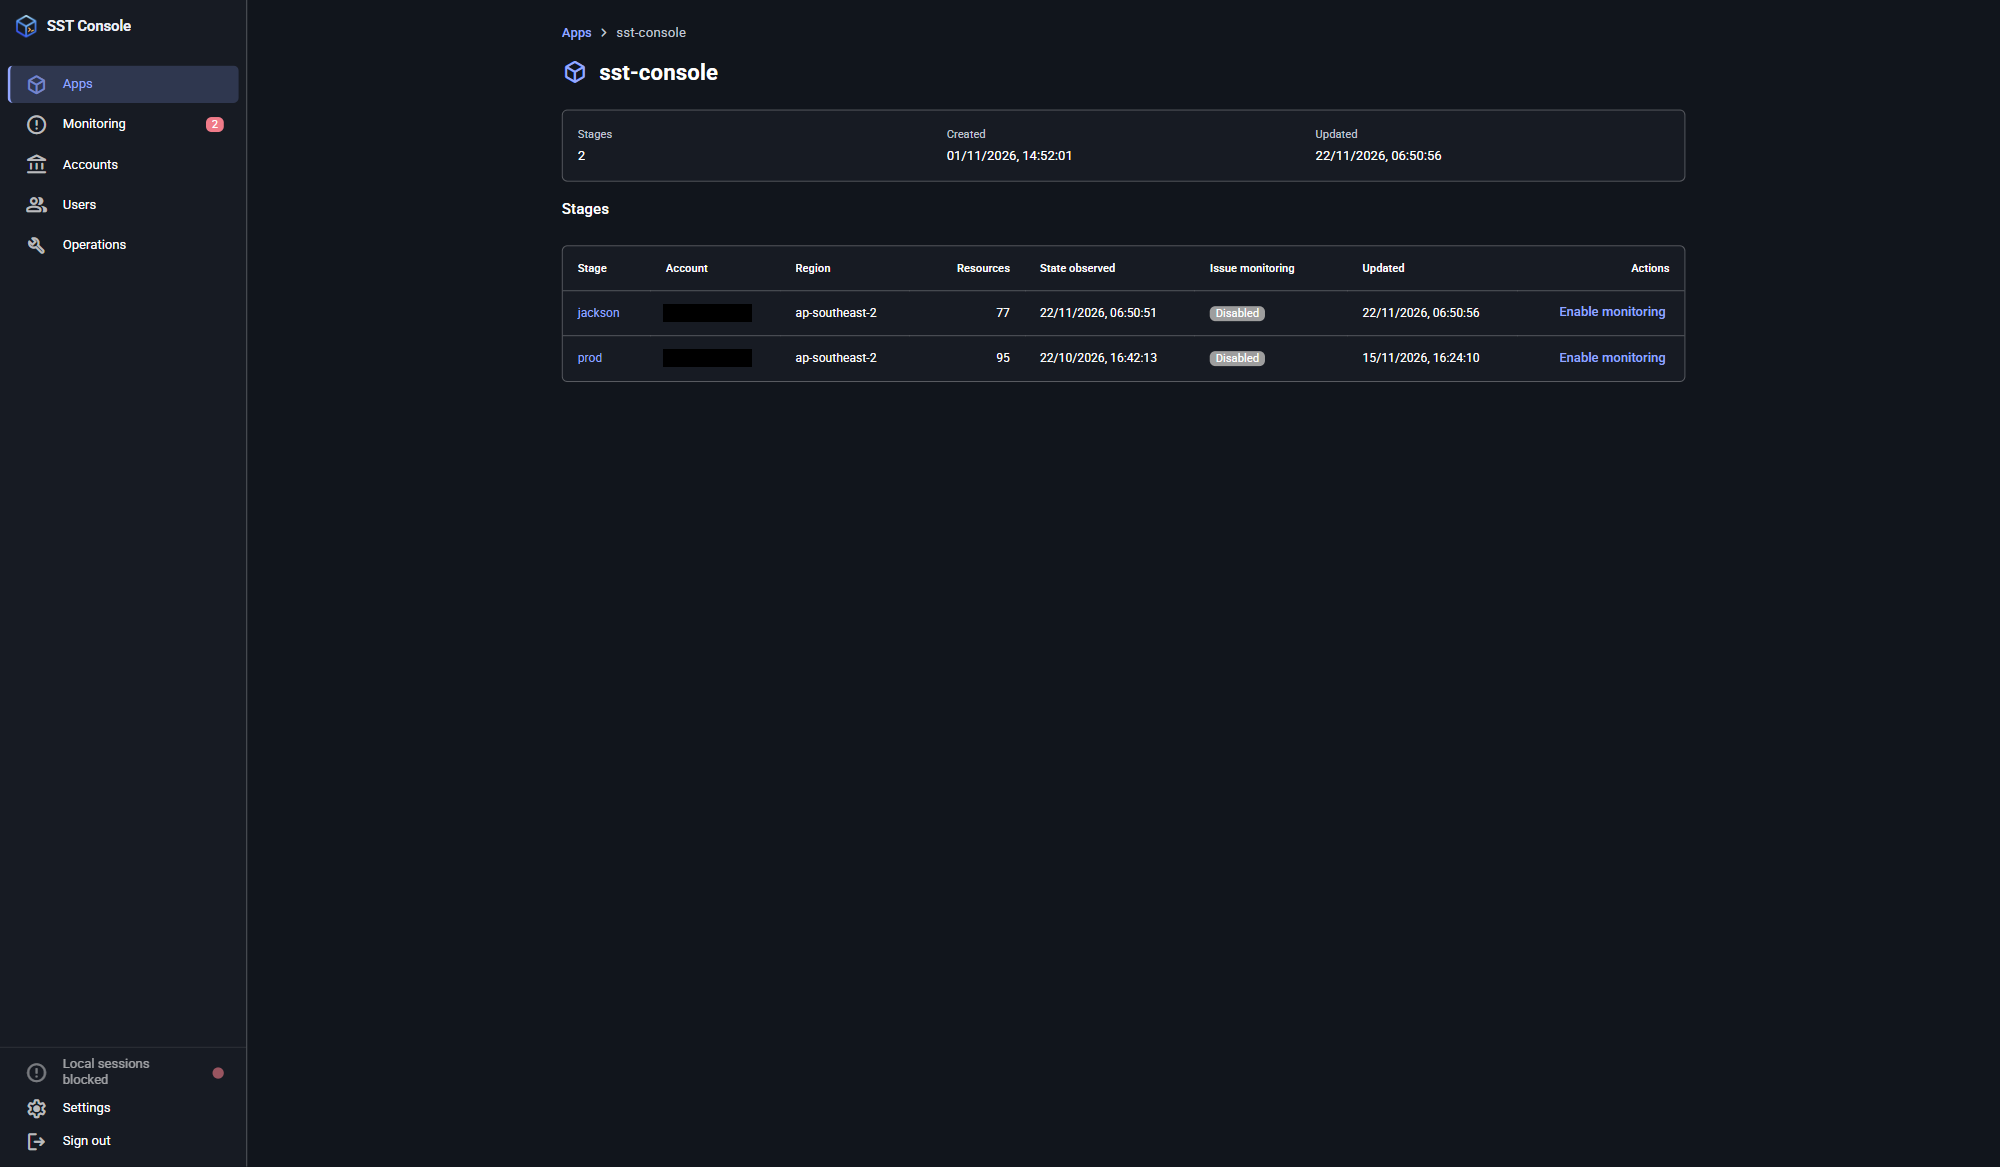 SST Console
Apps
Monitoring 2
Accounts
Users
Operations
Local sessions
blocked
Settings
Sign out
Apps > sst-console
sst-console
Stages Created Updated
2 01/11/2026, 14:52:01 22/11/2026, 06:50:56
Stages
Stage Account Region Resources State observed Issue monitoring Updated Actions
jackson ap-southeast-2 77 22/11/2026, 06:50:51 Disabled 22/11/2026, 06:50:56 Enable monitoring
prod ap-southeast-2 95 22/10/2026, 16:42:13 Disabled 15/11/2026, 16:24:10 Enable monitoring